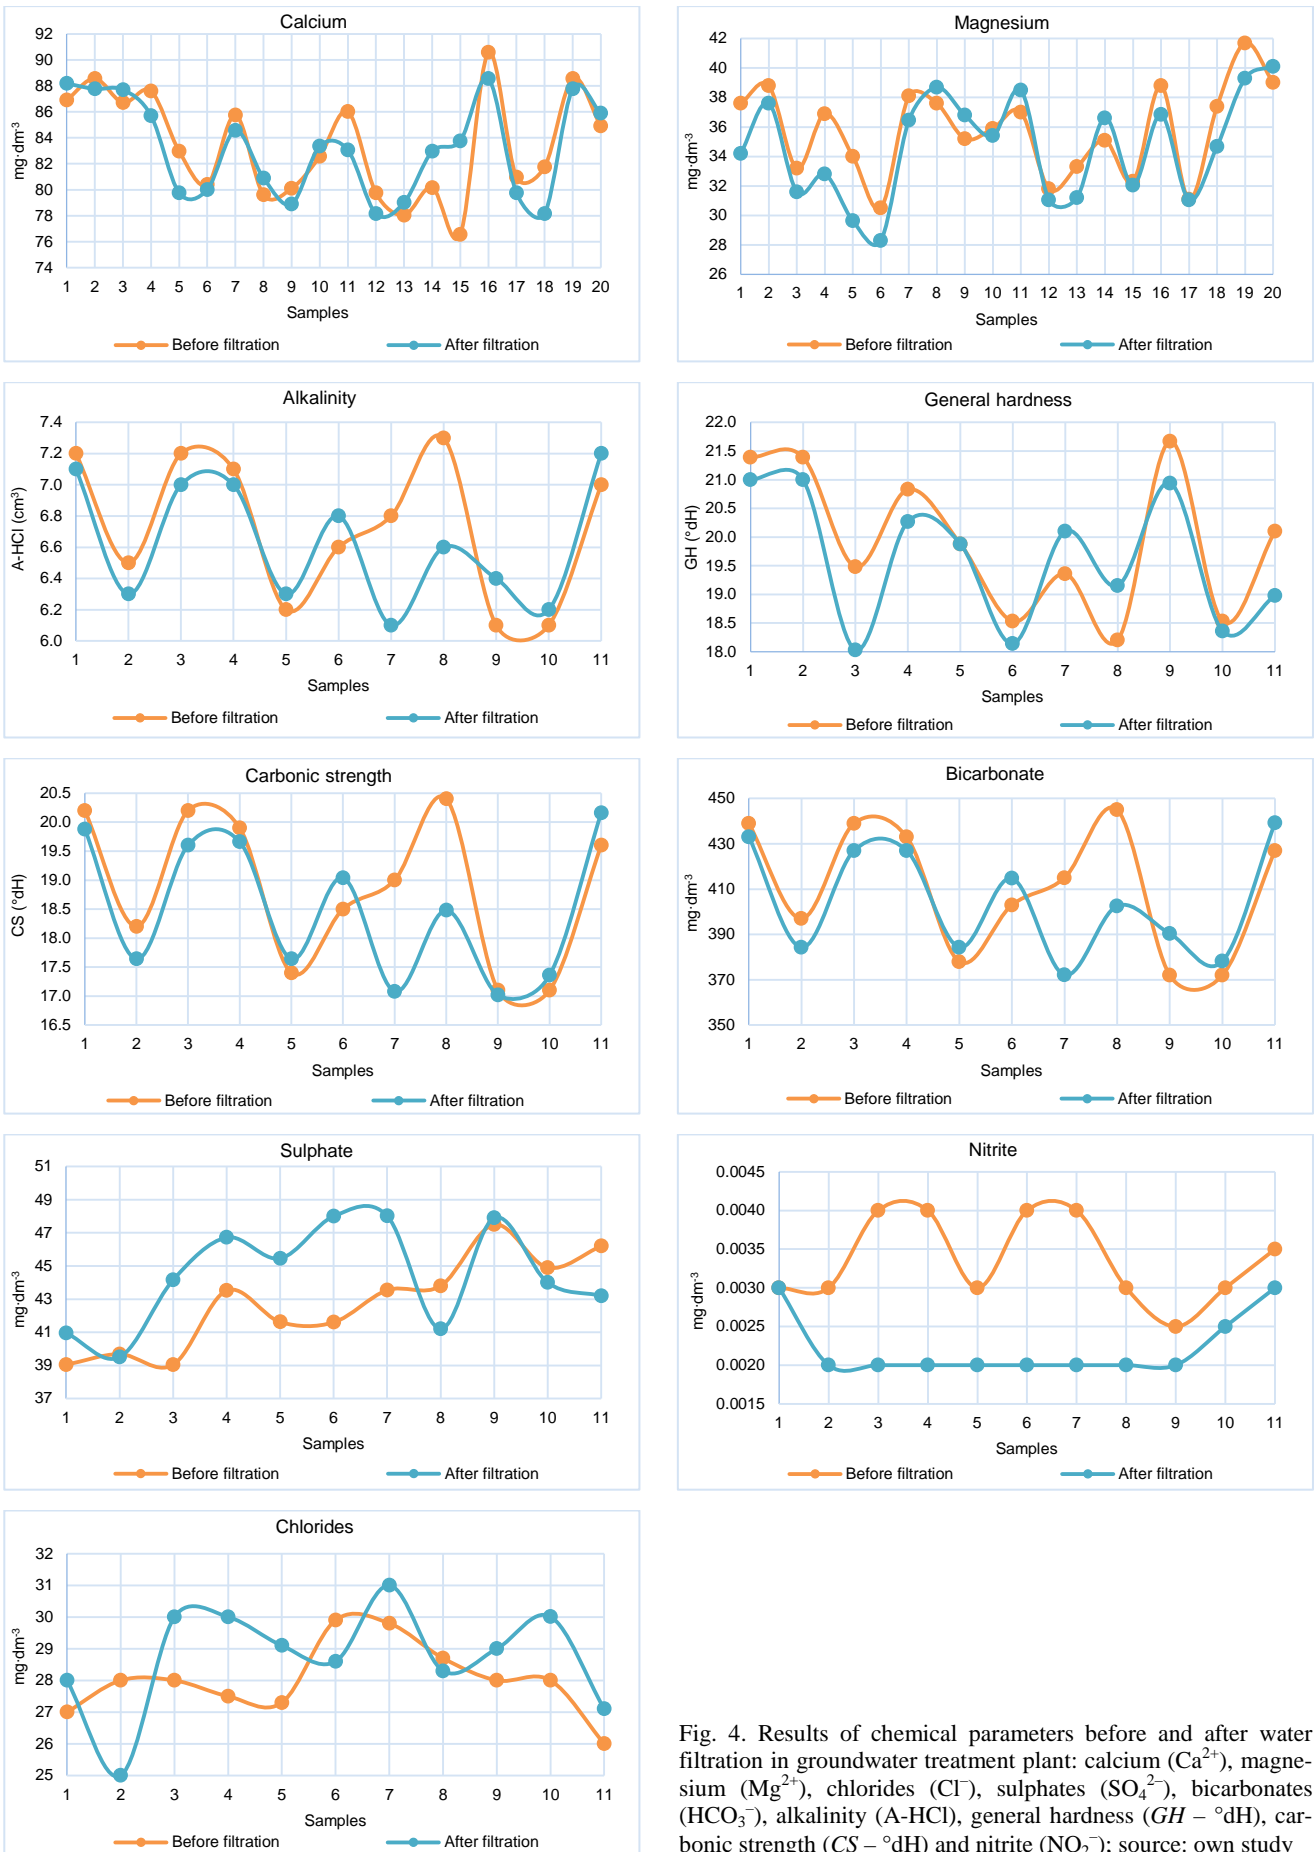 Calcium
92
90
88
86
84
82
80
78
76
74
mg·dm-3
1 2 3 4 5 6 7 8 9 10 11 12 13 14 15 16 17 18 19 20
Samples
Before filtration After filtration
Magnesium
42
40
38
36
34
32
30
28
26
mg·dm-3
1 2 3 4 5 6 7 8 9 10 11 12 13 14 15 16 17 18 19 20
Samples
Before filtration After filtration
Alkalinity
7.4
7.2
7.0
6.8
6.6
6.4
6.2
6.0
A-HCl (cm3)
1 2 3 4 5 6 7 8 9 10 11
Samples
Before filtration After filtration
General hardness
22.0
21.5
21.0
20.5
20.0
19.5
19.0
18.5
18.0
GH (°dH)
1 2 3 4 5 6 7 8 9 10 11
Samples
Before filtration After filtration
Carbonic strength
20.5
20.0
19.5
19.0
18.5
18.0
17.5
17.0
16.5
CS (°dH)
1 2 3 4 5 6 7 8 9 10 11
Samples
Before filtration After filtration
Bicarbonate
450
430
410
390
370
350
mg·dm-3
1 2 3 4 5 6 7 8 9 10 11
Samples
Before filtration After filtration
Sulphate
51
49
47
45
43
41
39
37
mg·dm-3
1 2 3 4 5 6 7 8 9 10 11
Samples
Before filtration After filtration
Nitrite
0.0045
0.0040
0.0035
0.0030
0.0025
0.0020
0.0015
mg·dm-3
1 2 3 4 5 6 7 8 9 10 11
Samples
Before filtration After filtration
Chlorides
32
31
30
29
28
27
26
25
mg·dm-3
1 2 3 4 5 6 7 8 9 10 11
Samples
Before filtration After filtration
Fig. 4. Results of chemical parameters before and after water
filtration in groundwater treatment plant: calcium (Ca2+), magne-
sium (Mg2+), chlorides (Cl–), sulphates (SO42–), bicarbonates
(HCO3–), alkalinity (A-HCl), general hardness (GH – °dH), car-
bonic strength (CS – °dH) and nitrite (NO2–); source: own study